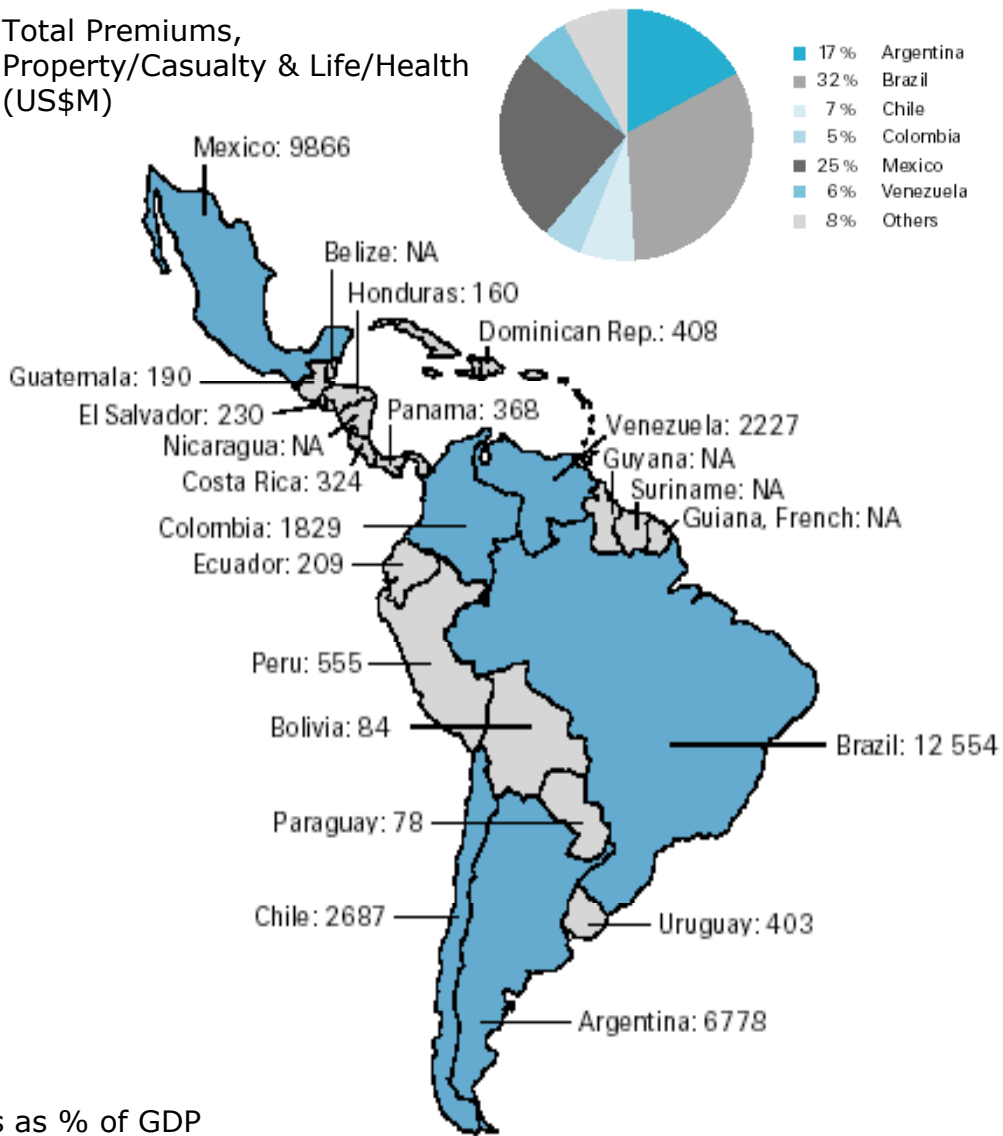 Total Premiums,
Property/Casualty & Life/Health
(US$M)
17% Argentina
32% Brazil
7% Chile
5% Colombia
25% Mexico
6% Venezuela
8% Others
Mexico: 9866
Belize: NA
Honduras: 160
Dominican Rep.: 408
Guatemala: 190
El Salvador: 230
Panama: 368
Nicaragua: NA
Venezuela: 2227
Costa Rica: 324
Guyana: NA
Suriname: NA
Guiana, French: NA
Colombia: 1829
Ecuador: 209
Peru: 555
Bolivia: 84
Brazil: 12 554
Paraguay: 78
Chile: 2687
Uruguay: 403
Argentina: 6778
s as % of GDP